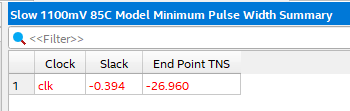 Slow 1100mV 85C Model Minimum Pulse Width Summary
<<Filter>>
Clock Slack End Point TNS
1 clk -0.394 -26.960